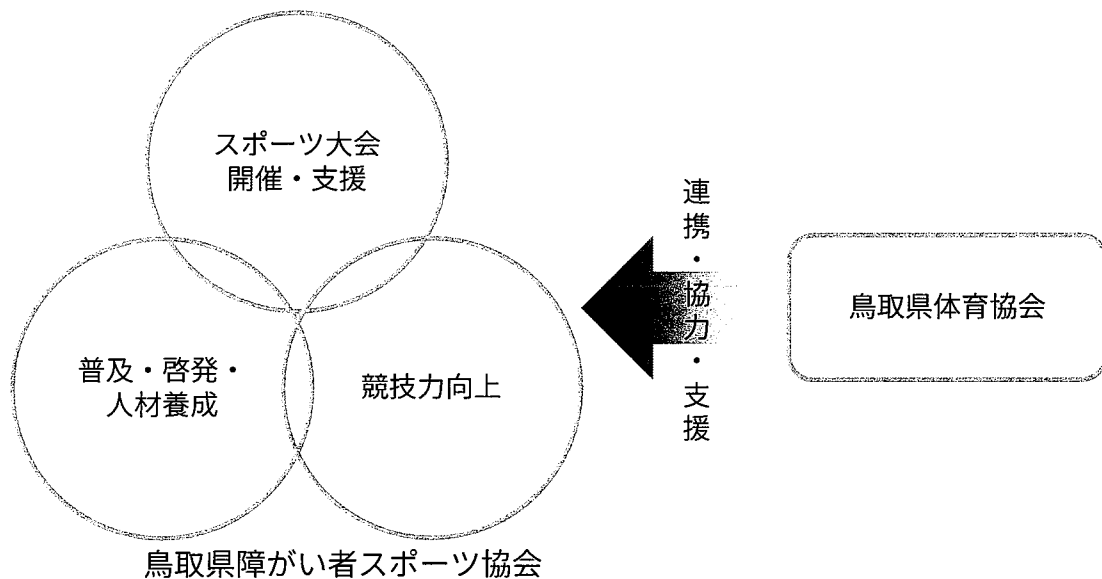 スポーツ大会
開催・支援
普及・啓発・
人材養成
競技力向上
鳥取県障がい者スポーツ協会
連携・協力・支援
鳥取県体育協会